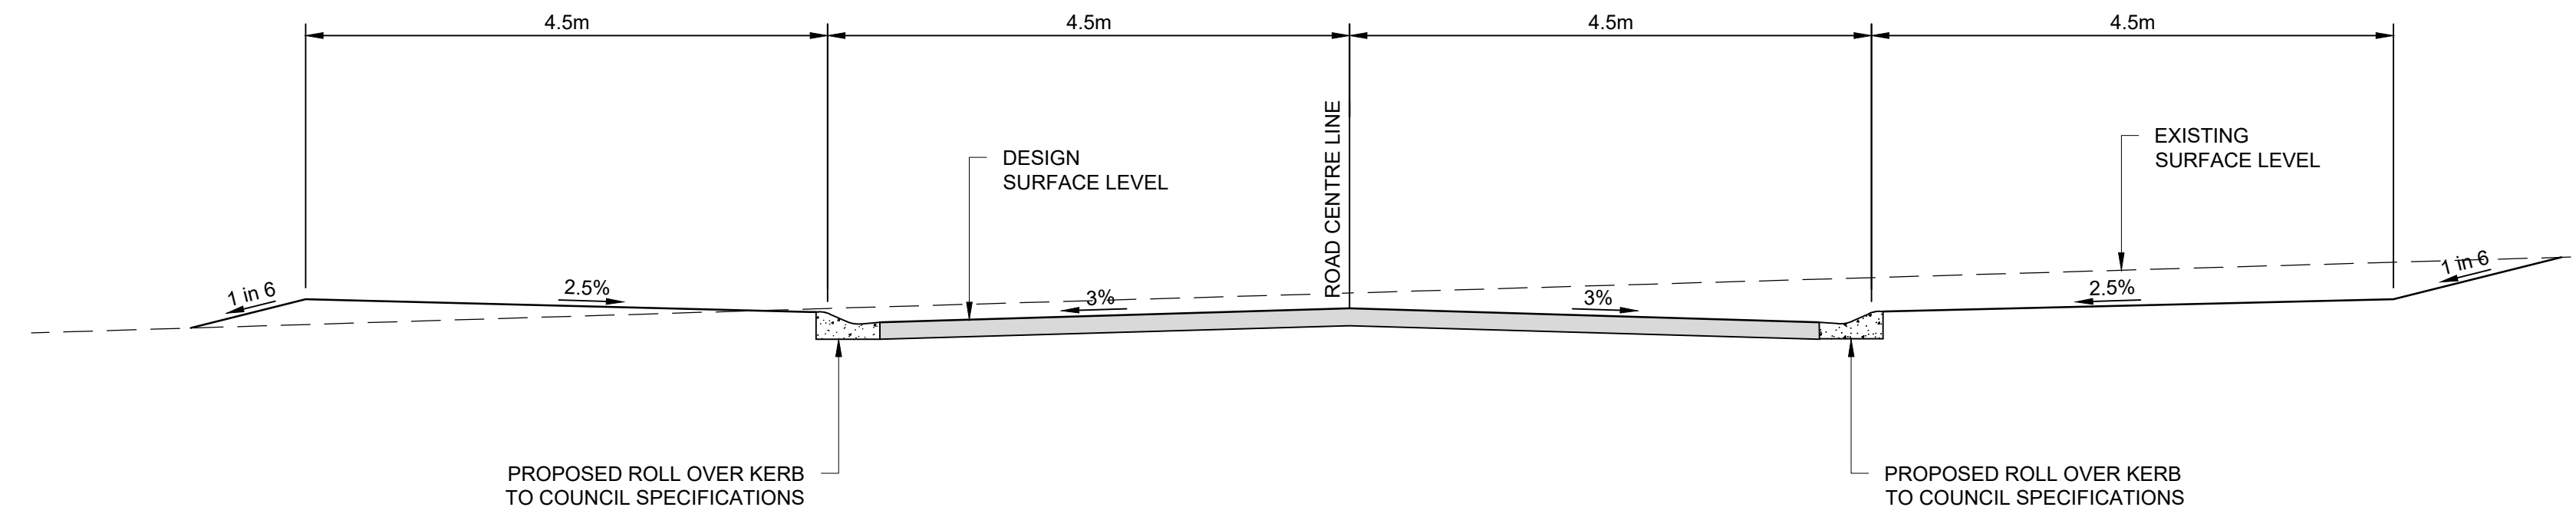 4.5m
4.5m
4.5m
4.5m
ROAD CENTRE LINE
EXISTING
SURFACE LEVEL
DESIGN
SURFACE LEVEL
1 in 6
2.5%
3%
3%
2.5%
1 in 6
PROPOSED ROLL OVER KERB
TO COUNCIL SPECIFICATIONS
PROPOSED ROLL OVER KERB
TO COUNCIL SPECIFICATIONS